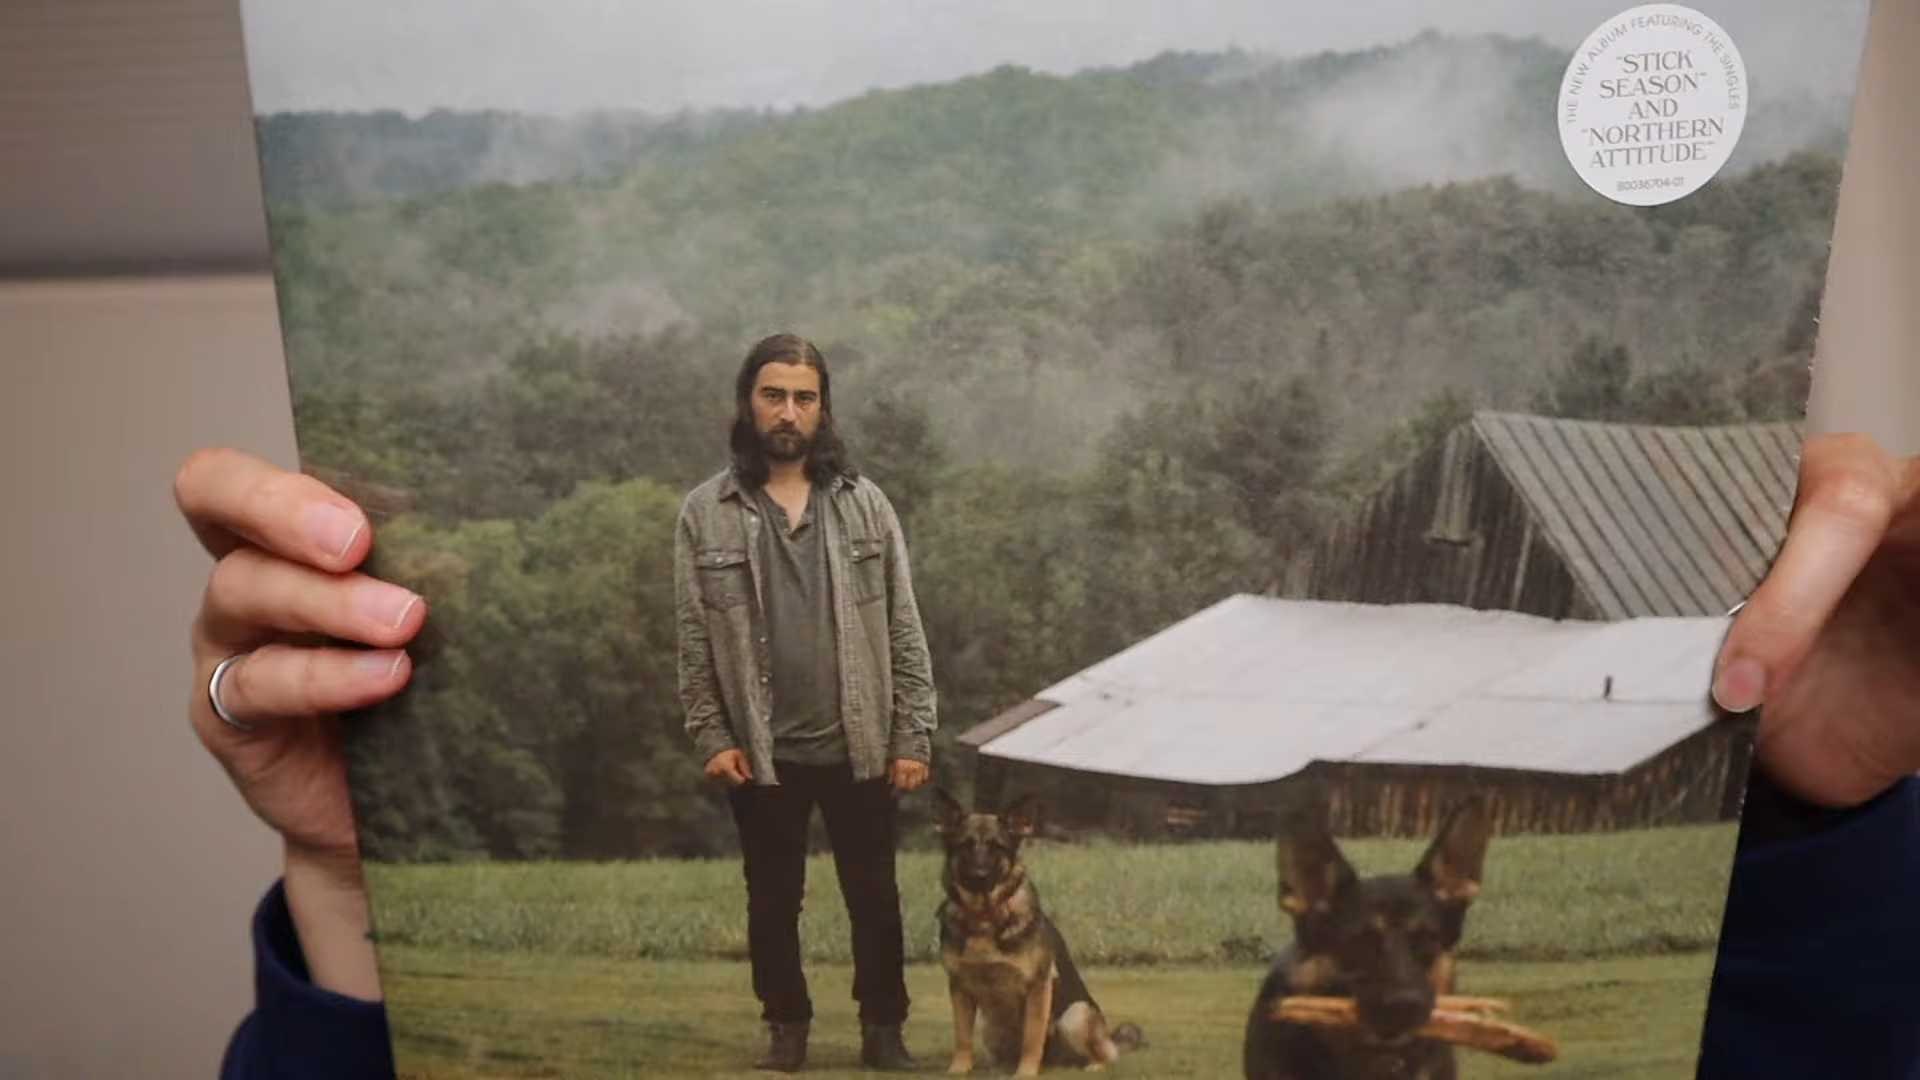 THE NEW ALBUM FEATURING THE SINGLES
"STICK
SEASON"
AND
"NORTHERN
ATTITUDE"
80036704-01